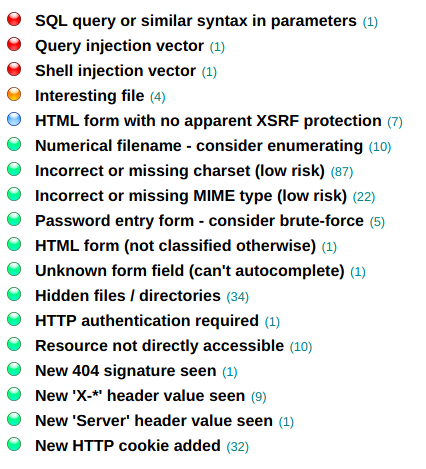 SQL query or similar syntax in parameters (1)
Query injection vector (1)
Shell injection vector (1)
Interesting file (4)
HTML form with no apparent XSRF protection (7)
Numerical filename - consider enumerating (10)
Incorrect or missing charset (low risk) (87)
Incorrect or missing MIME type (low risk) (22)
Password entry form - consider brute-force (5)
HTML form (not classified otherwise) (1)
Unknown form field (can't autocomplete) (1)
Hidden files / directories (34)
HTTP authentication required (1)
Resource not directly accessible (10)
New 404 signature seen (1)
New 'X-*' header value seen (9)
New 'Server' header value seen (1)
New HTTP cookie added (32)